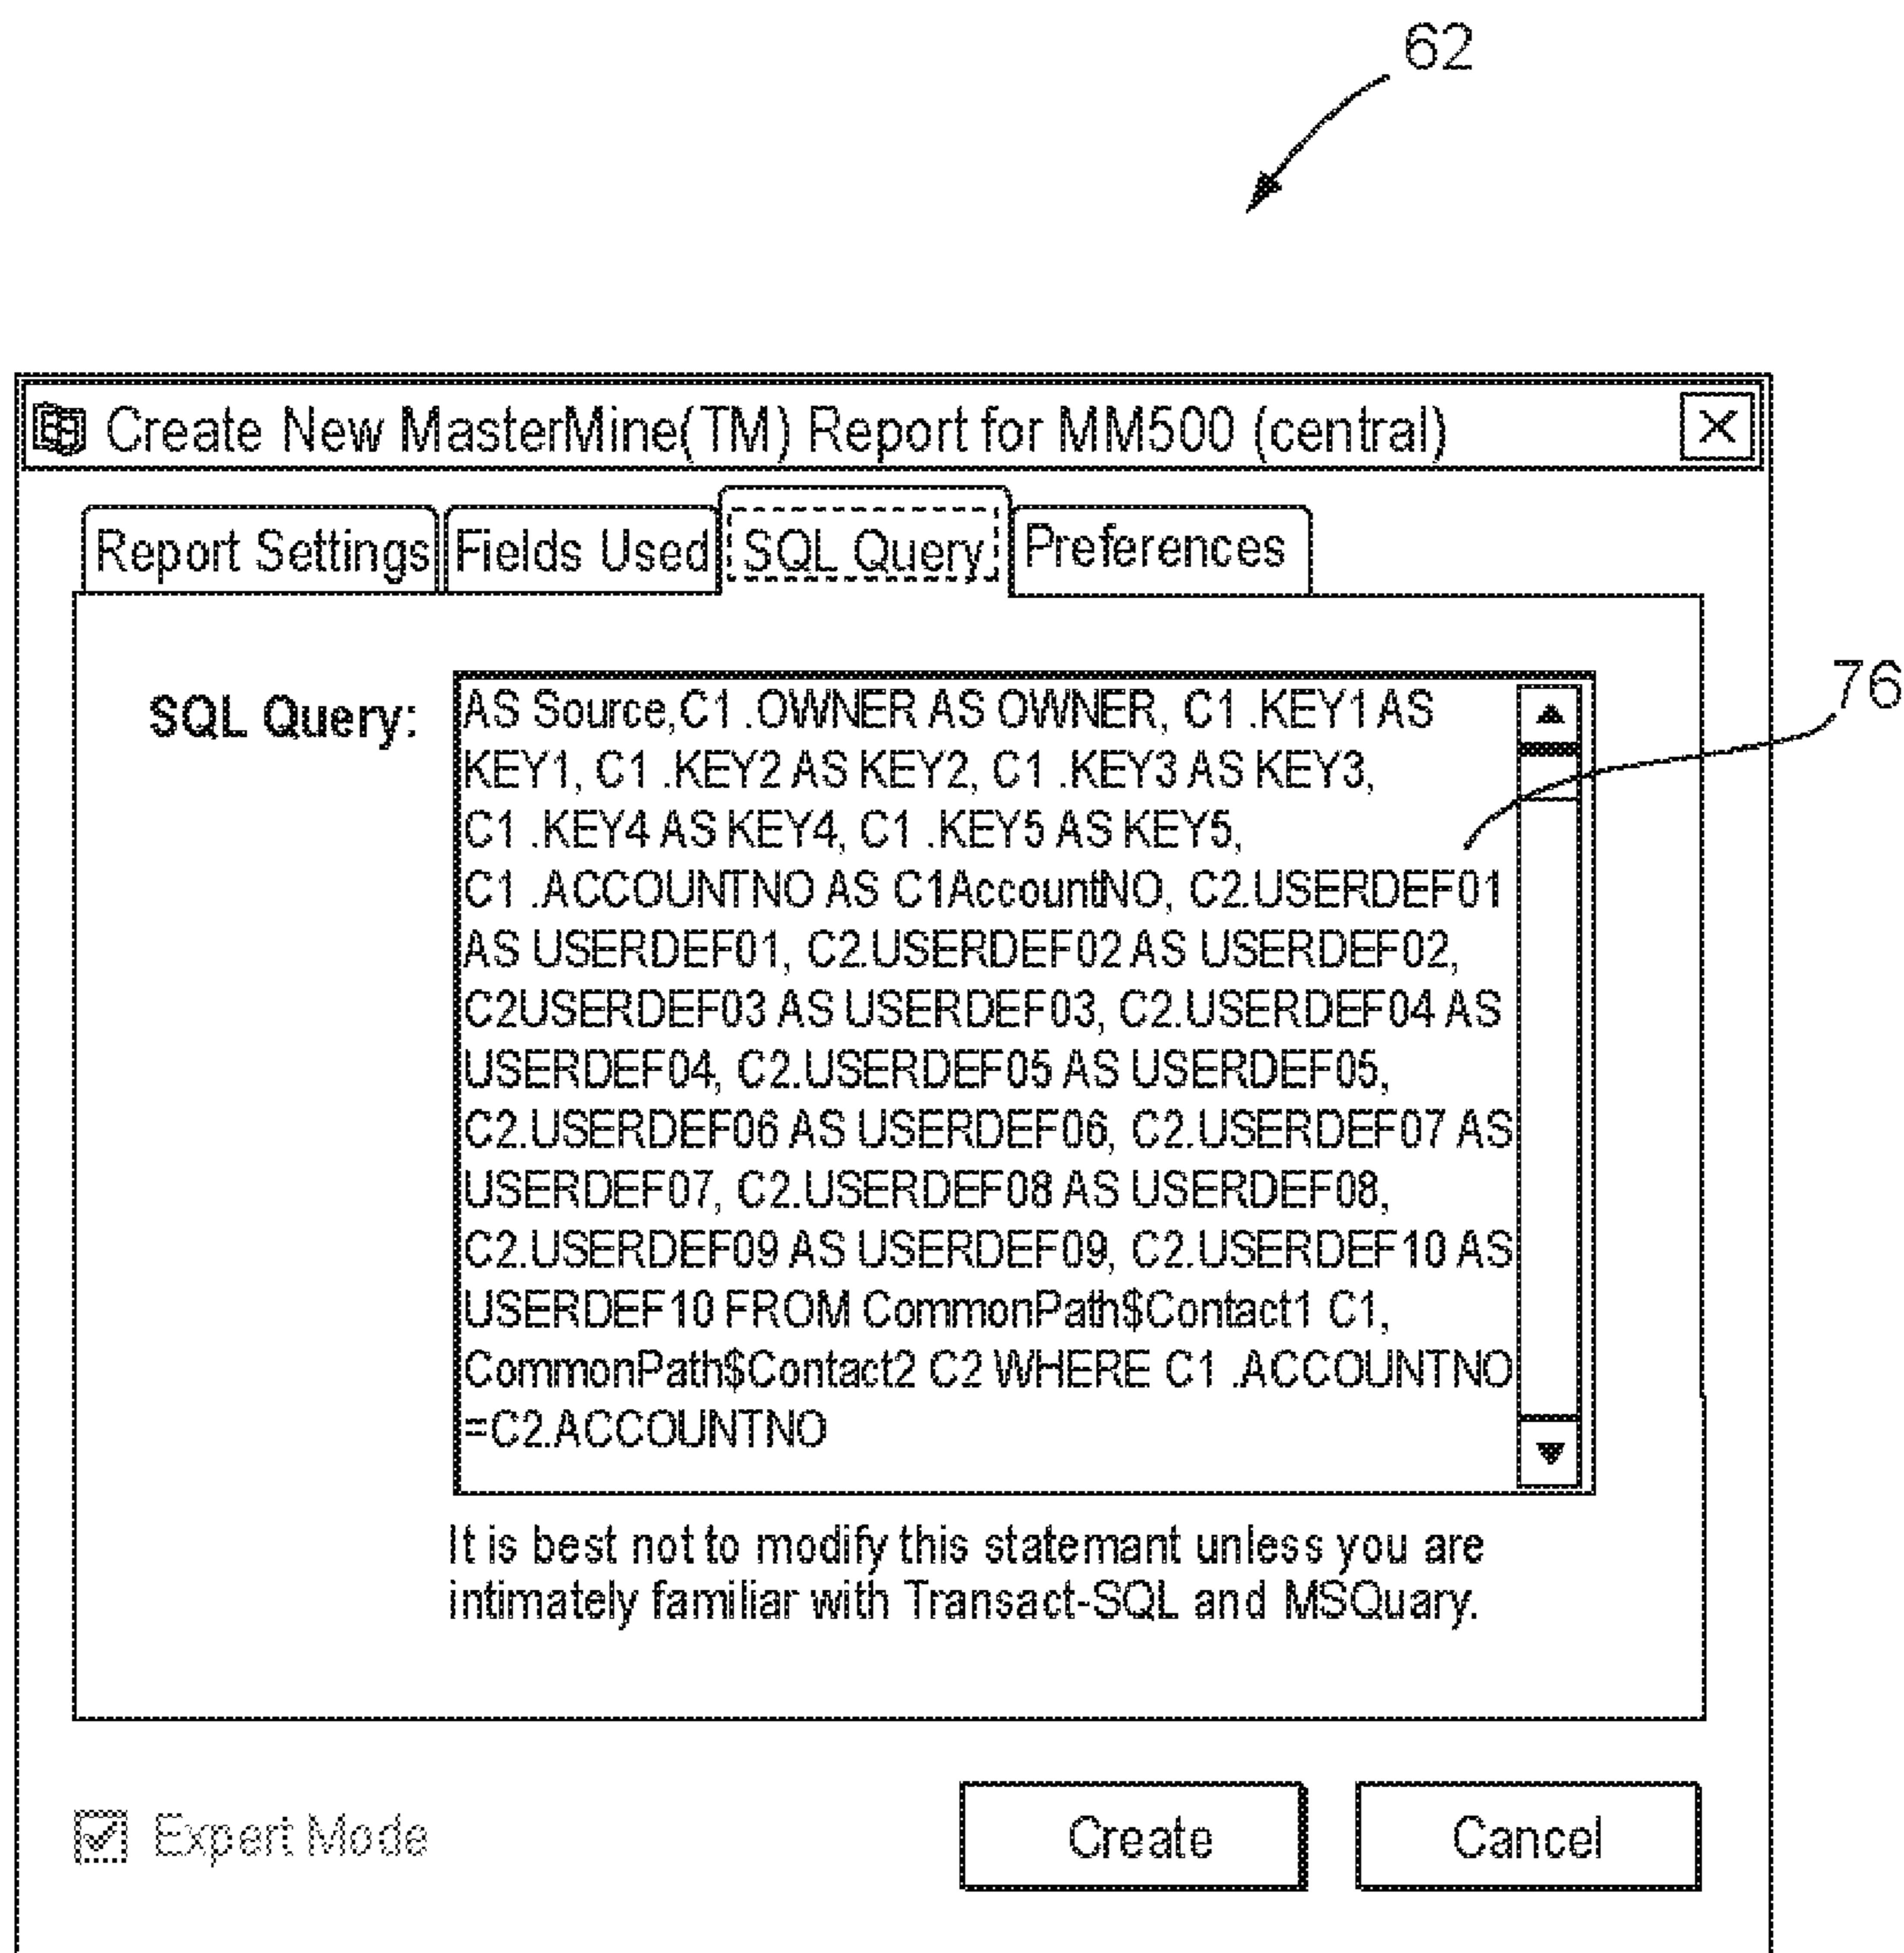 62
Create New MasterMine(TM) Report for MM500 (central)
Report Settings Fields Used SQL Query Preferences
SQL Query:
AS Source,C1 .OWNER AS OWNER, C1 .KEY1 AS
KEY1, C1 .KEY2 AS KEY2, C1 .KEY3 AS KEY3,
C1 .KEY4 AS KEY4, C1 .KEY5 AS KEY5,
C1 .ACCOUNTNO AS C1AccountNO, C2.USERDEF01
AS USERDEF01, C2.USERDEF02 AS USERDEF02,
C2USERDEF03 AS USERDEF03, C2.USERDEF04 AS
USERDEF04, C2.USERDEF05 AS USERDEF05,
C2.USERDEF06 AS USERDEF06, C2.USERDEF07 AS
USERDEF07, C2.USERDEF08 AS USERDEF08,
C2.USERDEF09 AS USERDEF09, C2.USERDEF10 AS
USERDEF10 FROM CommonPath$Contact1 C1,
CommonPath$Contact2 C2 WHERE C1 .ACCOUNTNO
=C2.ACCOUNTNO
76
It is best not to modify this statemant unless you are
intimately familiar with Transact-SQL and MSQuary.
Expert Mode
Create
Cancel